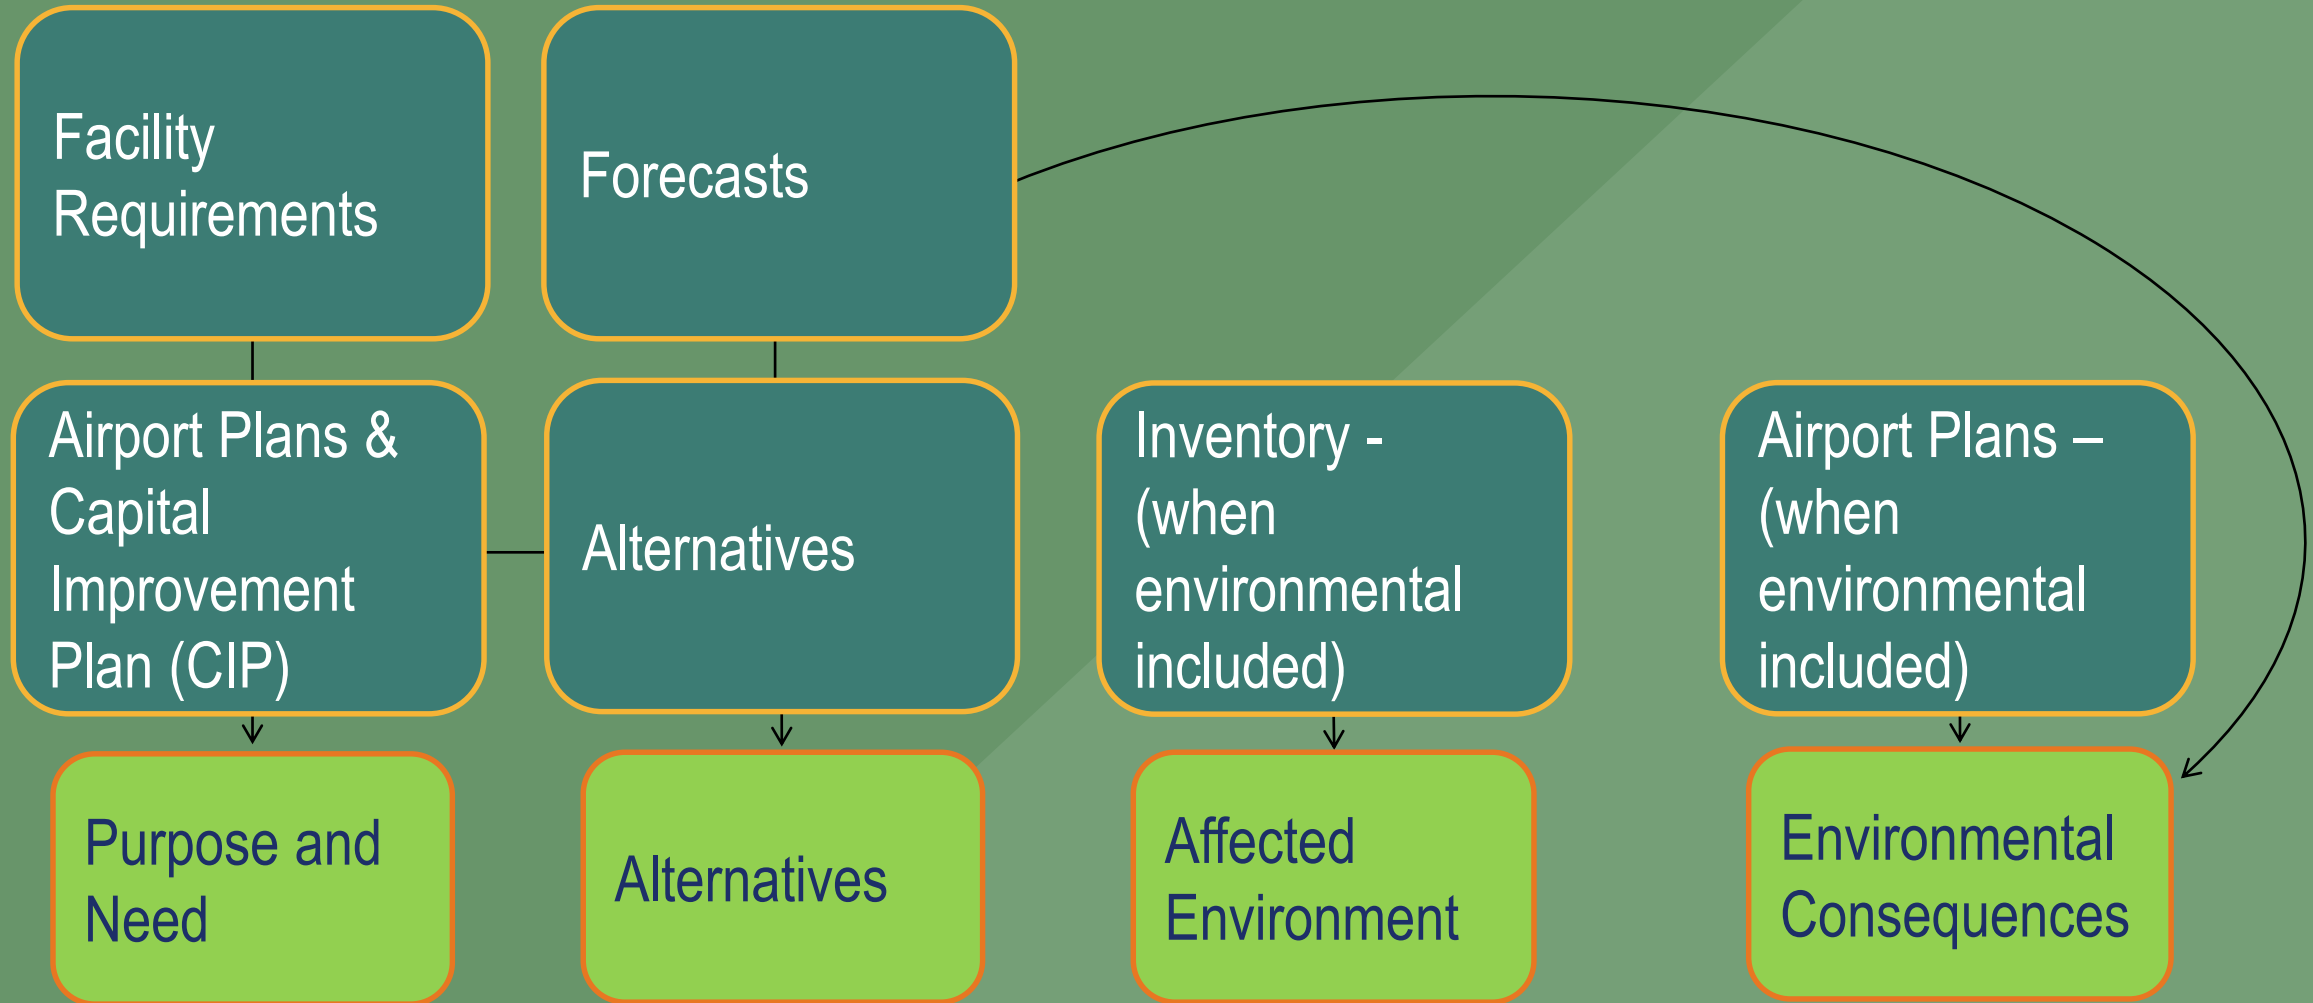 Facility
Requirements
Forecasts
Airport Plans &
Capital
Improvement
Plan (CIP)
Alternatives
Inventory -
(when
environmental
included)
Airport Plans –
(when
environmental
included)
Purpose and
Need
Alternatives
Affected
Environment
Environmental
Consequences